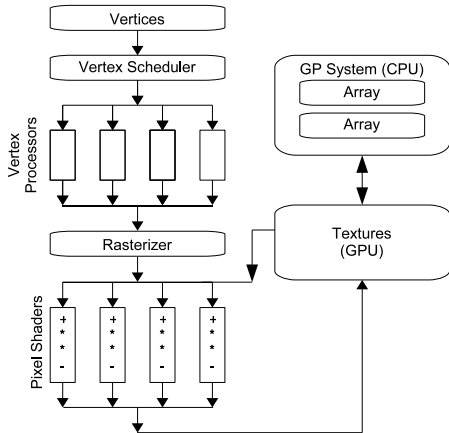 Vertices
Vertex Scheduler
Vertex
Processors
Rasterizer
Pixel Shaders
+ + + +
* * * *
* * * *
- - - -
GP System (CPU)
Array
Array
Textures
(GPU)